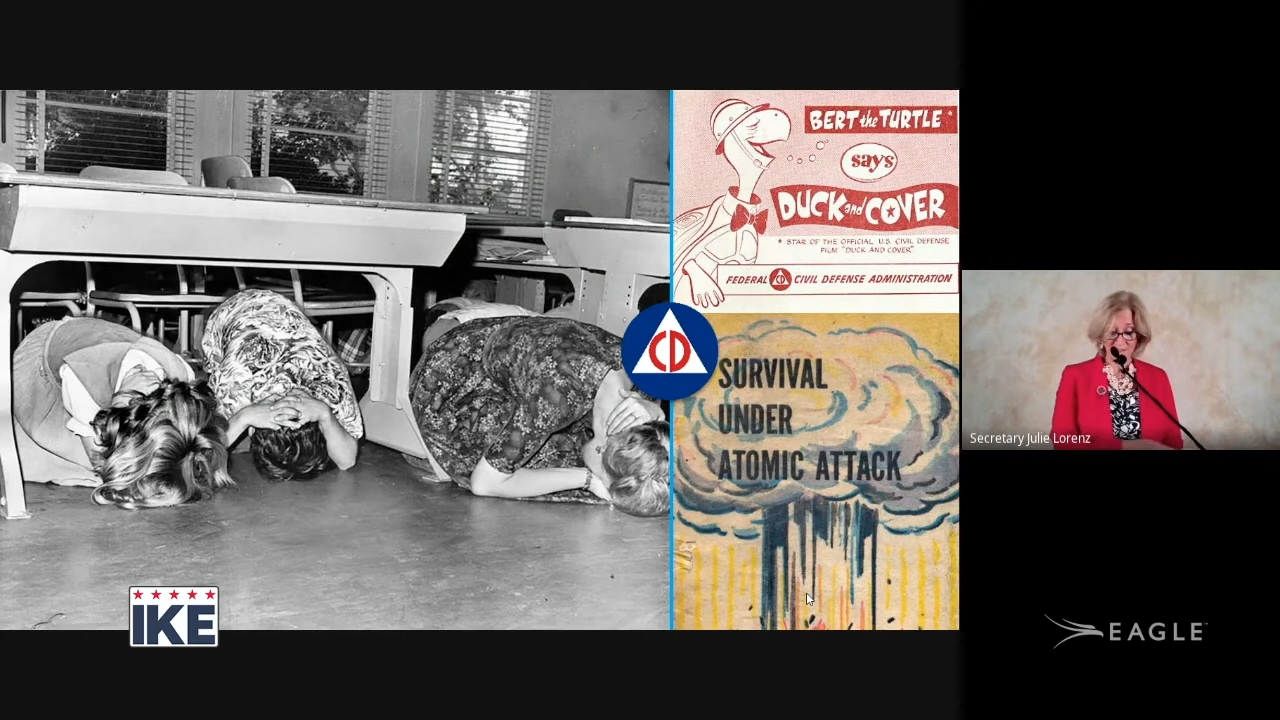 BERT the TURTLE *
says
DUCK and COVER
* STAR OF THE OFFICIAL U.S. CIVIL DEFENSE
FILM "DUCK AND COVER"
FEDERAL CD CIVIL DEFENSE ADMINISTRATION
CD
SURVIVAL
UNDER
ATOMIC ATTACK
IKE
Secretary Julie Lorenz
EAGLE